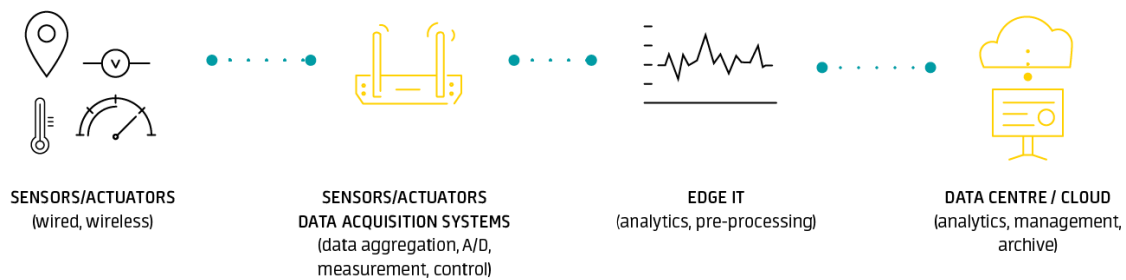 V
SENSORS/ACTUATORS
(wired, wireless)
SENSORS/ACTUATORS
DATA ACQUISITION SYSTEMS
(data aggregation, A/D,
measurement, control)
EDGE IT
(analytics, pre-processing)
DATA CENTRE / CLOUD
(analytics, management,
archive)